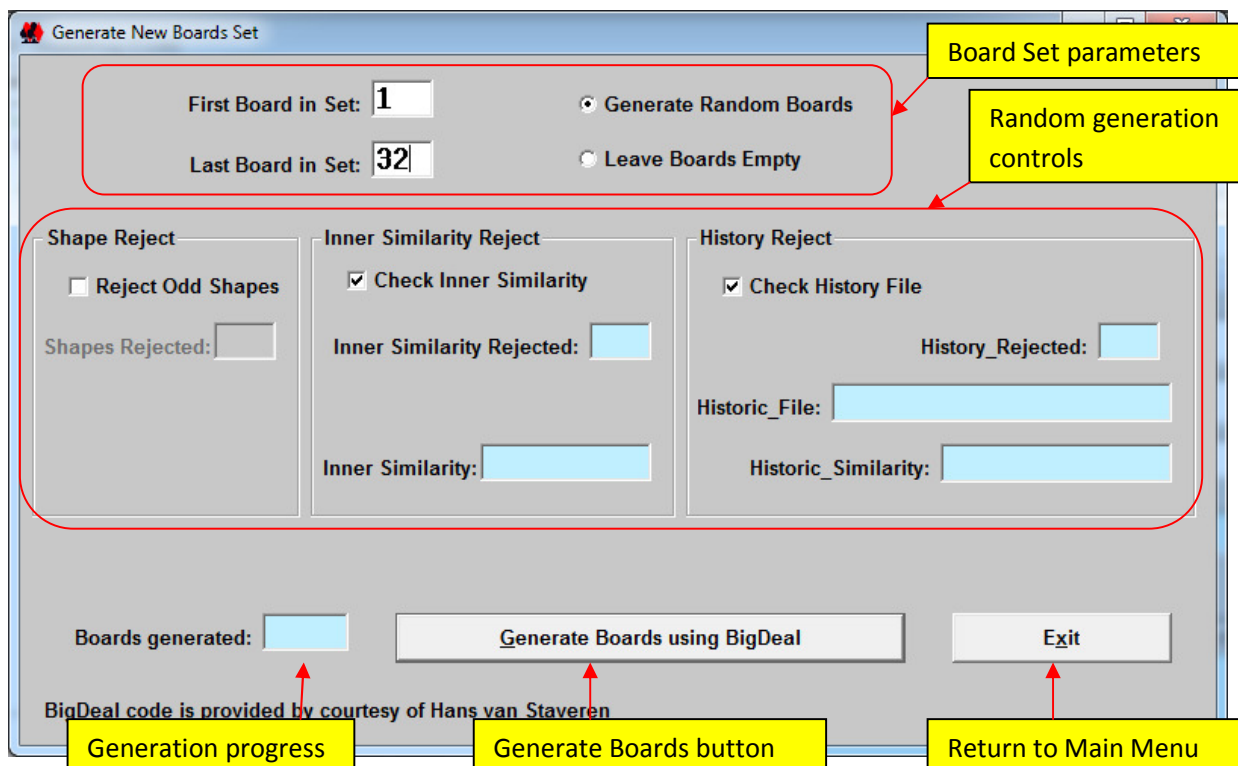 Generate New Boards Set
Board Set parameters
First Board in Set: 1
Generate Random Boards
Random generation
controls
Last Board in Set: 32
Leave Boards Empty
Shape Reject
Inner Similarity Reject
History Reject
Reject Odd Shapes
Check Inner Similarity
Check History File
Shapes Rejected:
Inner Similarity Rejected:
History_Rejected:
Historic_File:
Inner Similarity:
Historic_Similarity:
Boards generated:
Generate Boards using BigDeal
Exit
BigDeal code is provided by courtesy of Hans van Staveren
Generation progress
Generate Boards button
Return to Main Menu